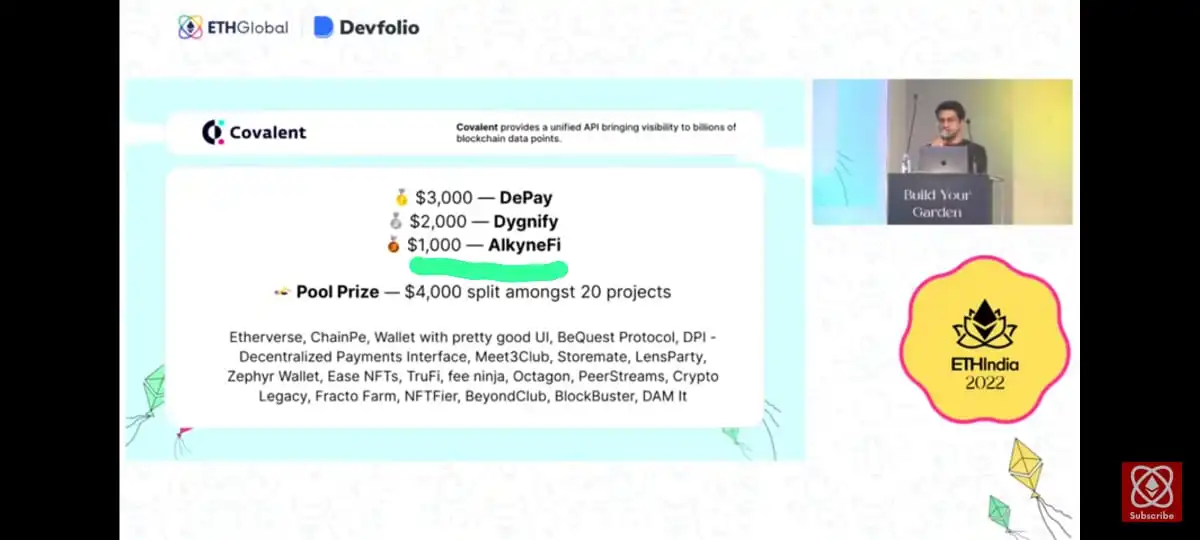 ETHGlobal
Devfolio
Covalent
Covalent provides a unified API bringing visibility to billions of
blockchain data points.
🥇 $3,000 — DePay
🥈 $2,000 — Dygnify
🥉 $1,000 — AlkyneFi
Pool Prize — $4,000 split amongst 20 projects
Etherverse, ChainPe, Wallet with pretty good UI, BeQuest Protocol, DPI -
Decentralized Payments Interface, Meet3Club, Storemate, LensParty,
Zephyr Wallet, Ease NFTs, TruFi, fee ninja, Octagon, PeerStreams, Crypto
Legacy, Fracto Farm, NFTFier, BeyondClub, BlockBuster, DAM It
Build Your
Garden
ETHIndia
2022
Subscribe